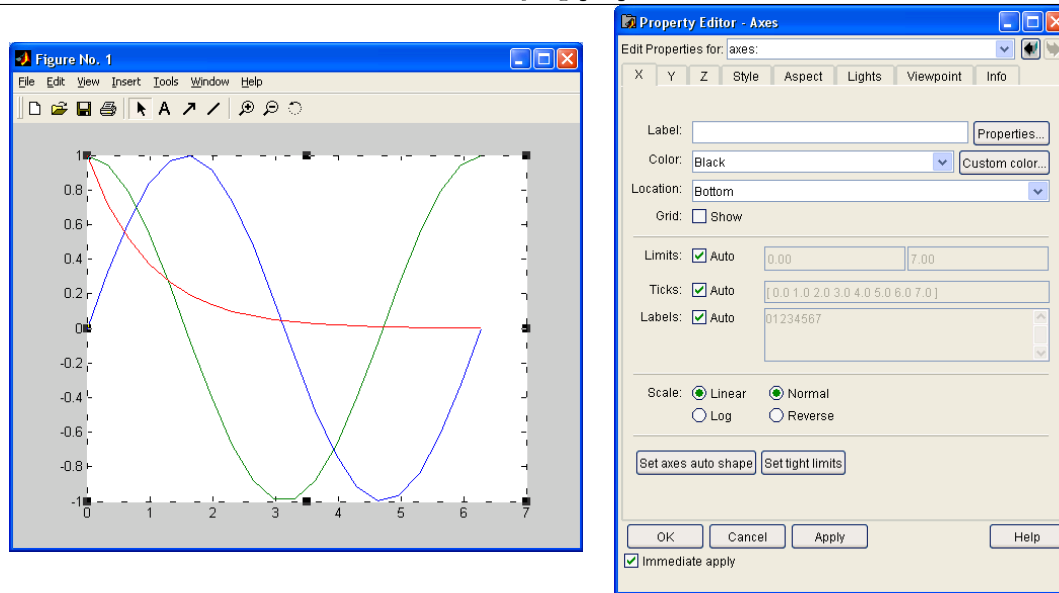 Figure No. 1
File Edit View Insert Tools Window Help
A
1
0.8
0.6
0.4
0.2
0
-0.2
-0.4
-0.6
-0.8
-1
0 1 2 3 4 5 6 7
Property Editor - Axes
Edit Properties for: axes:
X Y Z Style Aspect Lights Viewpoint Info
Label: Properties...
Color: Black Custom color...
Location: Bottom
Grid: Show
Limits: Auto 0.00 7.00
Ticks: Auto [ 0.0 1.0 2.0 3.0 4.0 5.0 6.0 7.0 ]
Labels: Auto 01234567
Scale: Linear Normal
Log Reverse
Set axes auto shape Set tight limits
OK Cancel Apply Help
Immediate apply